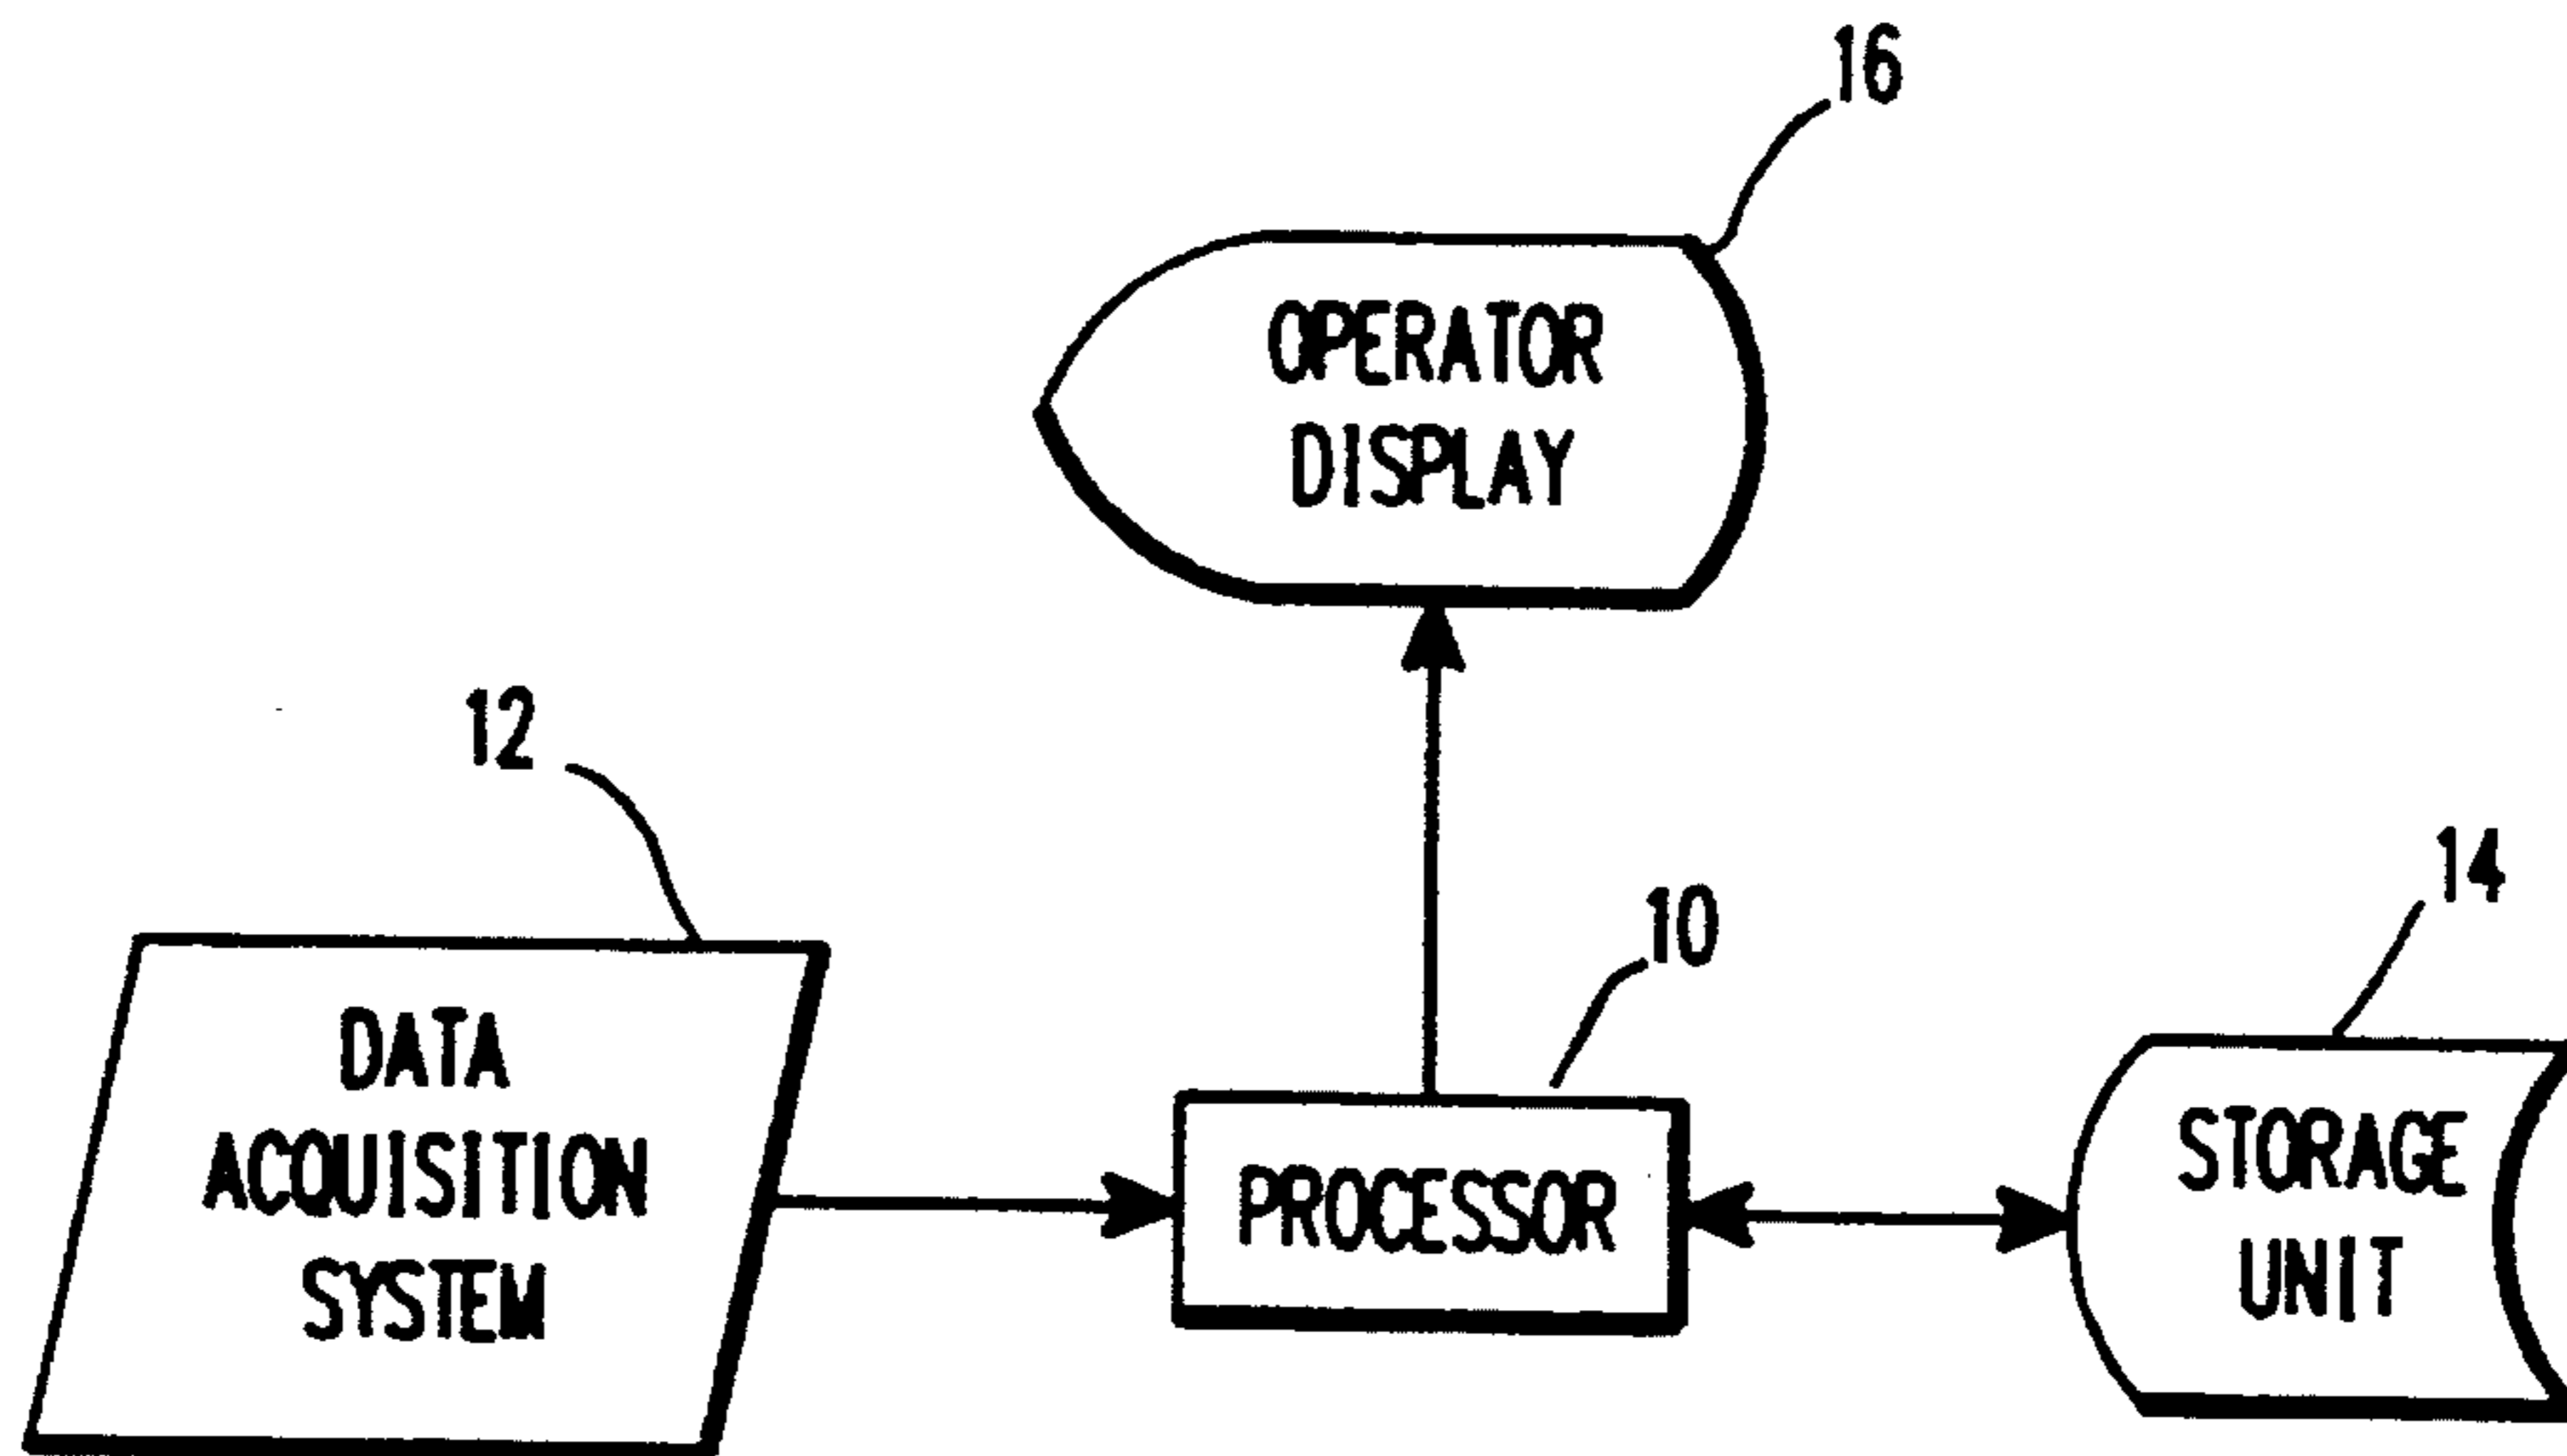 16
OPERATOR
DISPLAY
12
14
10
DATA
ACQUISITION
SYSTEM
PROCESSOR
STORAGE
UNIT